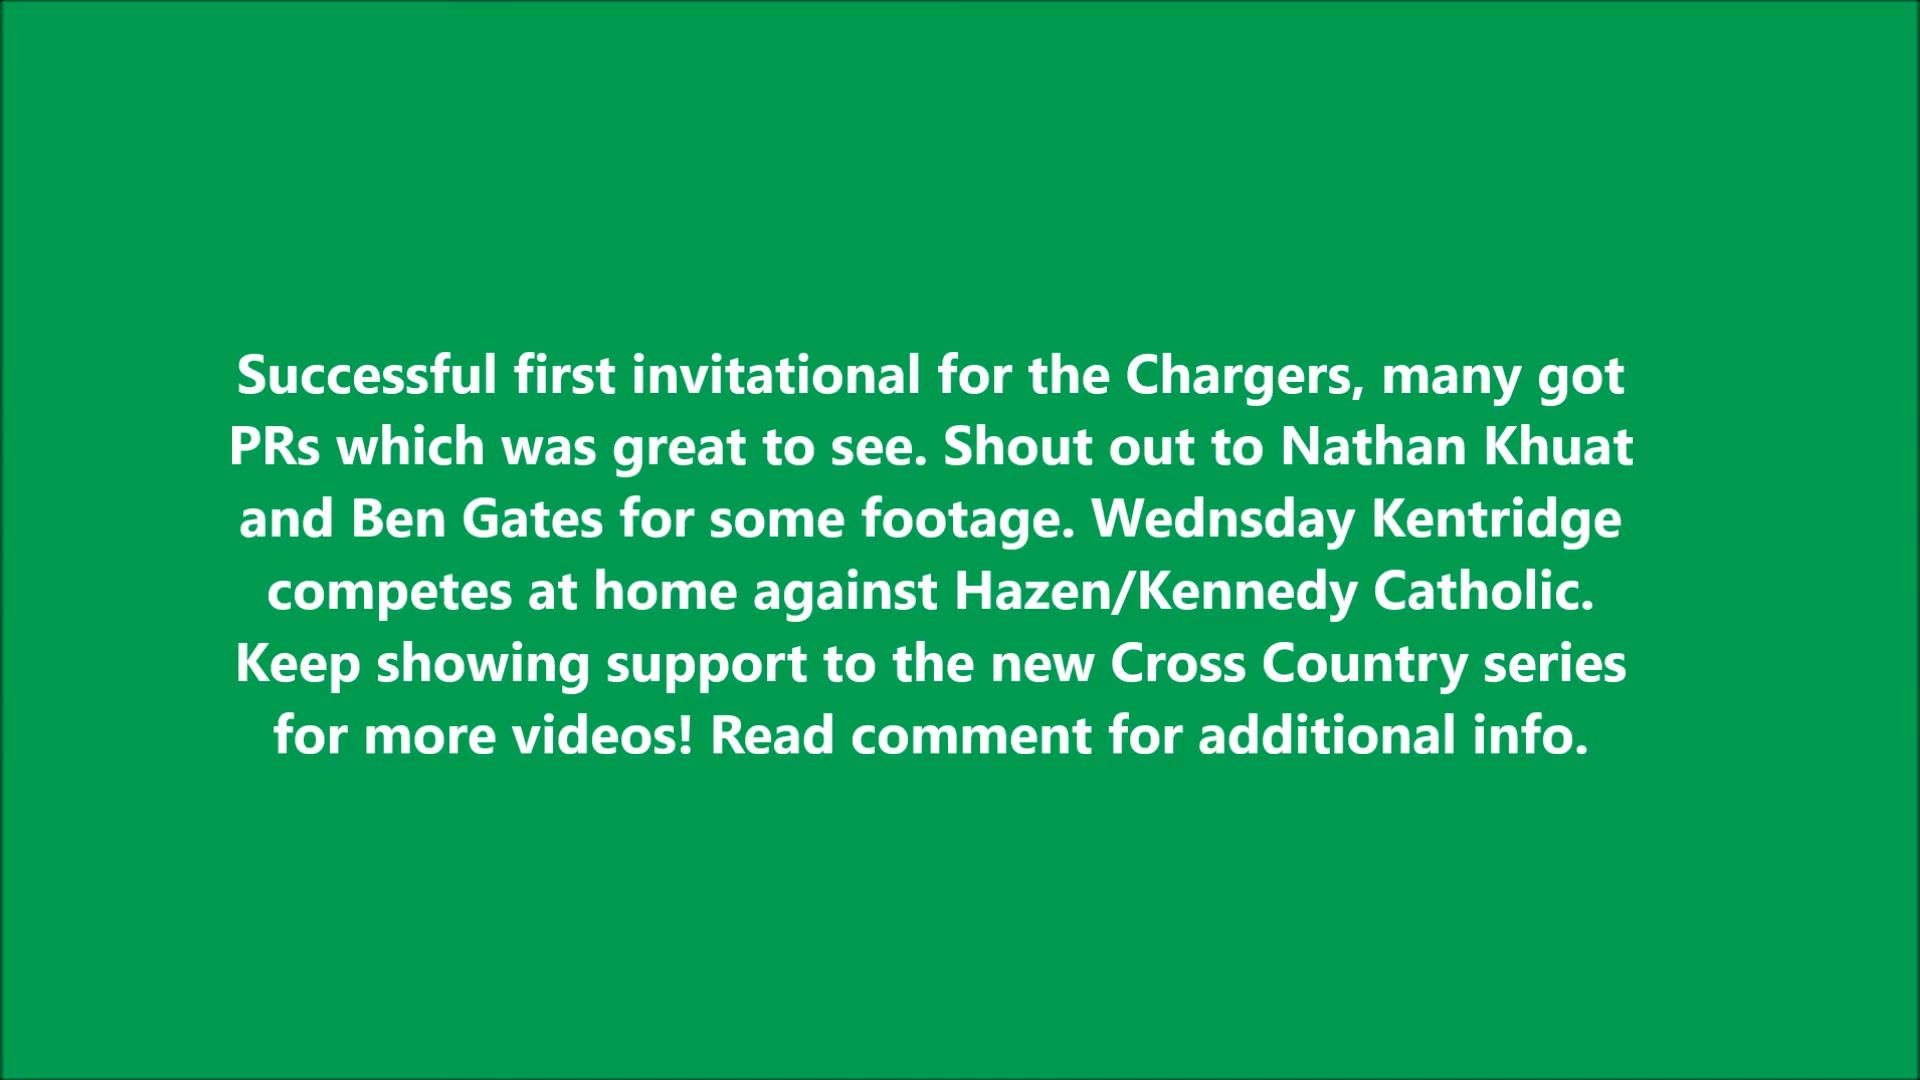 Successful first invitational for the Chargers, many got
PRs which was great to see. Shout out to Nathan Khuat
and Ben Gates for some footage. Wednsday Kentridge
competes at home against Hazen/Kennedy Catholic.
Keep showing support to the new Cross Country series
for more videos! Read comment for additional info.